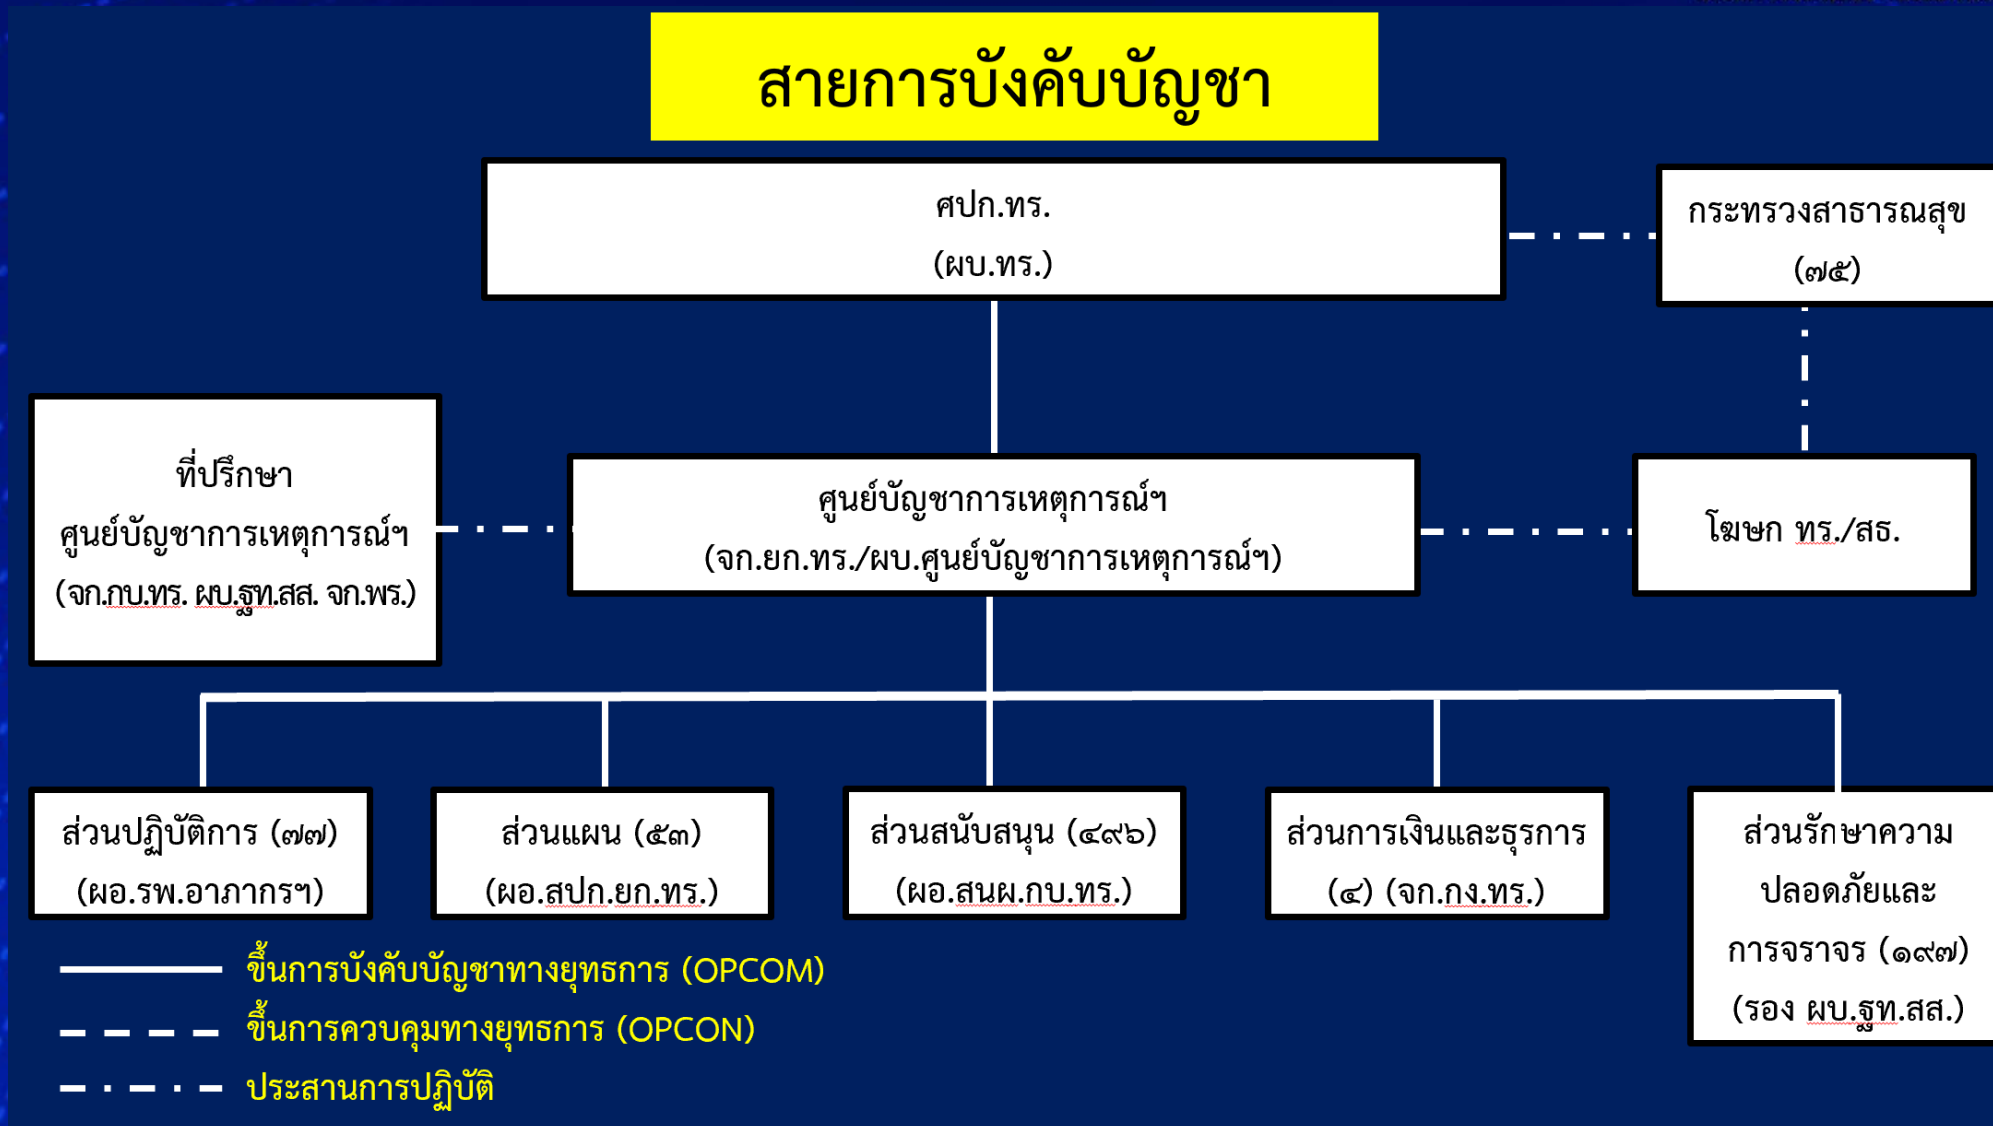 สายการบังคับบัญชา
ศปก.ทร.
(ผบ.ทร.)
กระทรวงสาธารณสุข
(๗๕)
ที่ปรึกษา
ศูนย์บัญชาการเหตุการณ์ฯ
(จก.กบ.ทร. ผบ.ฐท.สส. จก.พร.)
ศูนย์บัญชาการเหตุการณ์ฯ
(จก.ยก.ทร./ผบ.ศูนย์บัญชาการเหตุการณ์ฯ)
โฆษก ทร./สธ.
ส่วนปฏิบัติการ (๗๗)
(ผอ.รพ.อาภากรฯ)
ส่วนแผน (๕๓)
(ผอ.สปก.ยก.ทร.)
ส่วนสนับสนุน (๔๙๖)
(ผอ.สนผ.กบ.ทร.)
ส่วนการเงินและธุรการ
(๔) (จก.กง.ทร.)
ส่วนรักษาความ
ปลอดภัยและ
การจราจร (๑๙๗)
(รอง ผบ.ฐท.สส.)
ขึ้นการบังคับบัญชาทางยุทธการ (OPCOM)
ขึ้นการควบคุมทางยุทธการ (OPCON)
ประสานการปฏิบัติ